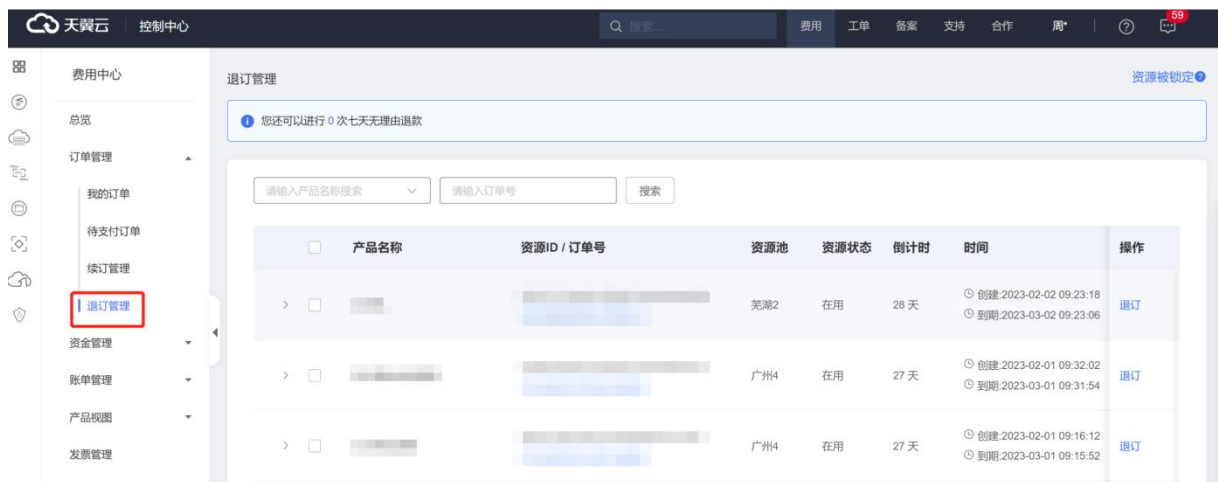 天翼云 控制中心 搜索... 费用 工单 备案 支持 合作 周* 59
费用中心
退订管理 资源被锁定
总览
您还可以进行 0 次七天无理由退款
订单管理
我的订单
请输入产品名称搜索 请输入订单号 搜索
待支付订单
产品名称 资源ID / 订单号 资源池 资源状态 倒计时 时间 操作
续订管理
退订管理
芜湖2 在用 28 天 创建:2023-02-02 09:23:18 退订
到期:2023-03-02 09:23:06
资金管理
账单管理
广州4 在用 27 天 创建:2023-02-01 09:32:02 退订
到期:2023-03-01 09:31:54
产品视图
发票管理
广州4 在用 27 天 创建:2023-02-01 09:16:12 退订
到期:2023-03-01 09:15:52